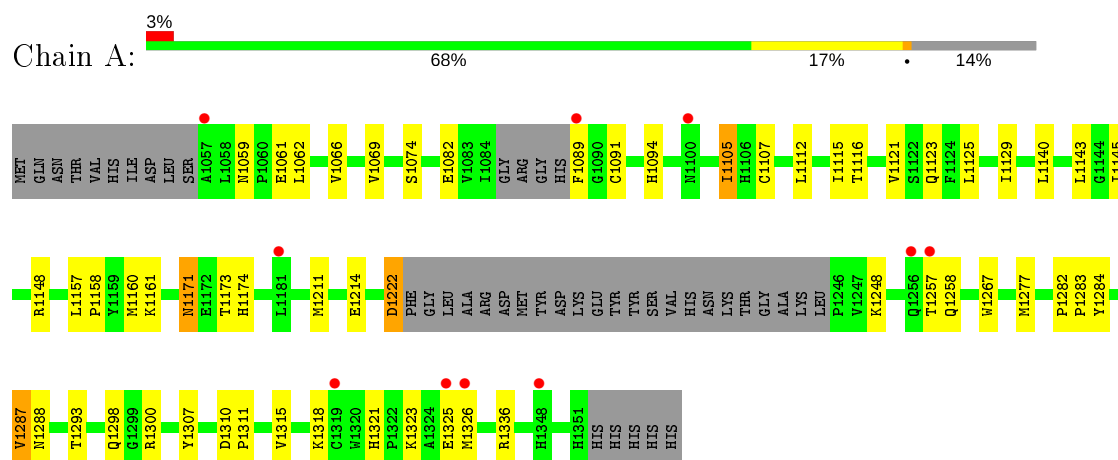 3%
Chain A:
68% 17% • 14%
MET GLN ASN THR VAL HIS ILE ASP LEU SER A1057 L1058 N1059 P1060 E1061 L1062 V1066 V1069 S1074 E1082 V1083 I1084 GLY ARG GLY HIS F1089 G1090 C1091 H1094 N1100 I1105 H1106 C1107 L1112 I1115 T1116 V1121 S1122 Q1123 F1124 L1125 I1129 L1140 L1143 G1144 I1145
R1148 L1157 P1158 Y1159 M1160 K1161 N1171 E1172 T1173 H1174 L1181 M1211 E1214 D1222 PHE GLY LEU ALA ARG ASP MET TYR ASP LYS GLU TYR TYR SER VAL HIS ASN LYS THR GLY ALA LYS LEU P1246 V1247 K1248 Q1256 T1257 Q1258 W1267 M1277 P1282 P1283 Y1284
V1287 N1288 T1293 Q1298 G1299 R1300 Y1307 D1310 P1311 V1315 K1318 C1319 W1320 H1321 P1322 K1323 A1324 E1325 M1326 R1336 H1348 H1351 HIS HIS HIS HIS HIS